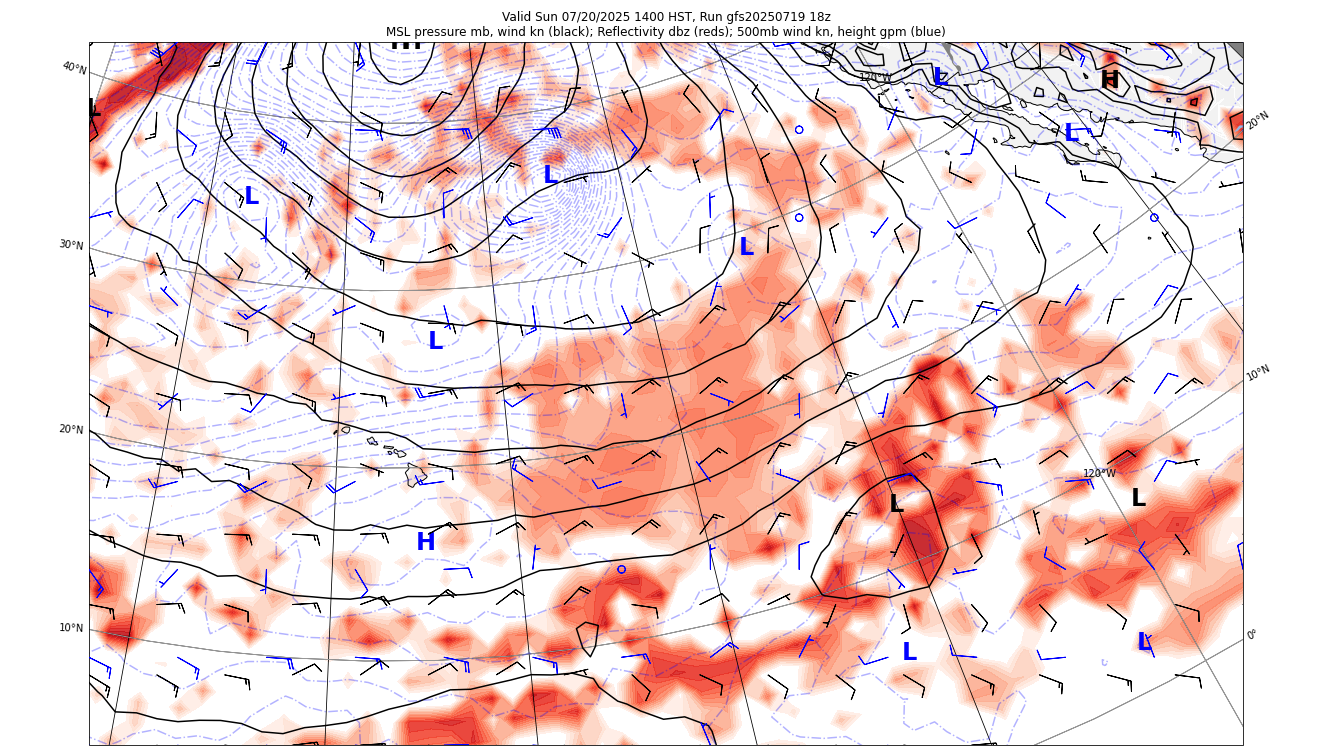 Valid Sun 07/20/2025 1400 HST, Run gfs20250719 18z
MSL pressure mb, wind kn (black); Reflectivity dbz (reds); 500mb wind kn, height gpm (blue)
40°N
120°W
L
H
20°N
L
L
L
L
30°N
L
L
10°N
20°N
120°W
L
L
H
10°N
0°
L
L